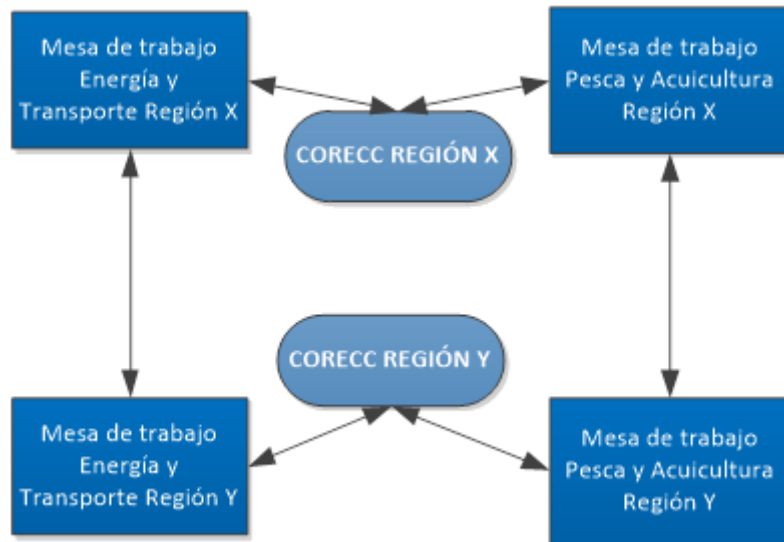 Mesa de trabajo
Energía y
Transporte Región X
Mesa de trabajo
Pesca y Acuicultura
Región X
CORECC REGIÓN X
CORECC REGIÓN Y
Mesa de trabajo
Energía y
Transporte Región Y
Mesa de trabajo
Pesca y Acuicultura
Región Y